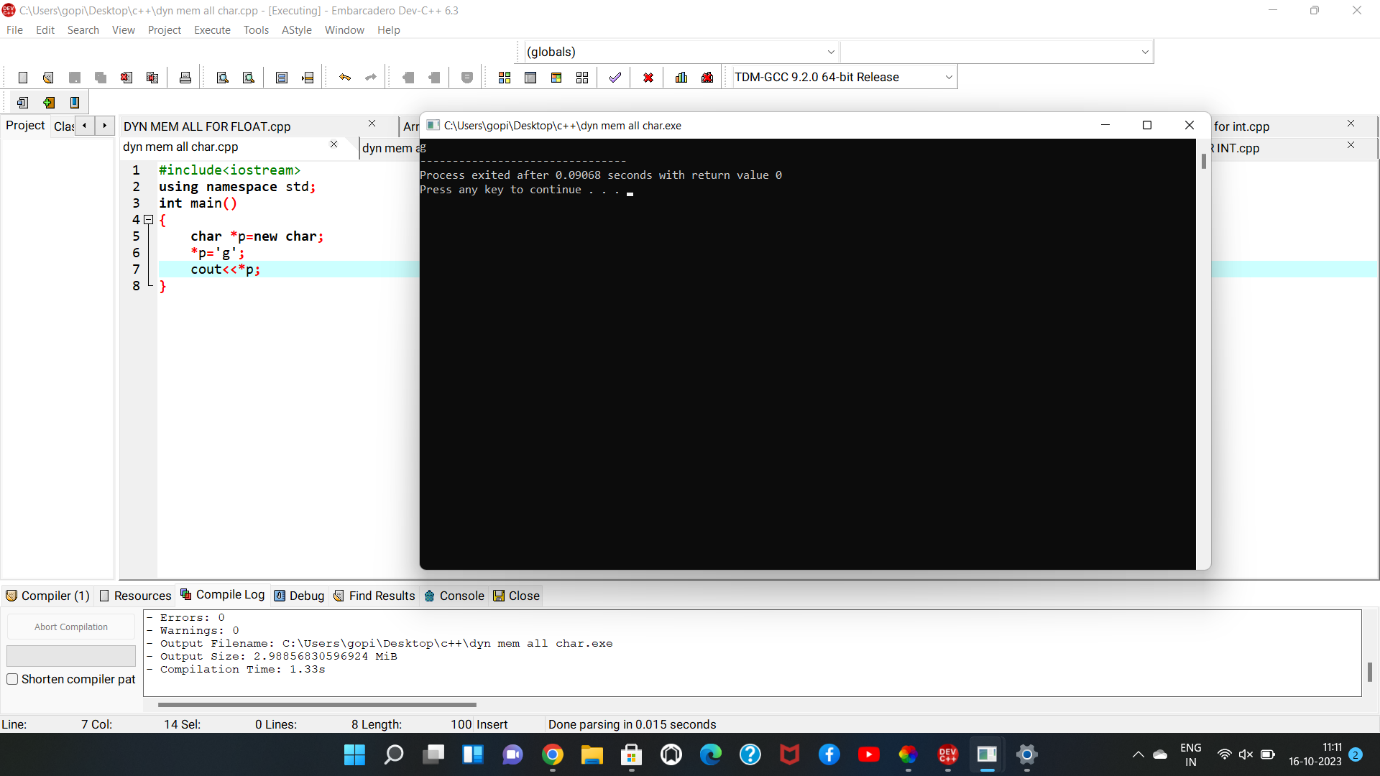 C:\Users\gopi\Desktop\c++\dyn mem all char.cpp - [Executing] - Embarcadero Dev-C++ 6.3
File Edit Search View Project Execute Tools AStyle Window Help
(globals)
TDM-GCC 9.2.0 64-bit Release
Project Clas
DYN MEM ALL FOR FLOAT.cpp Arr for int.cpp
dyn mem all char.cpp dyn mem a R INT.cpp
C:\Users\gopi\Desktop\c++\dyn mem all char.exe
g
--------------------------------
Process exited after 0.09068 seconds with return value 0
Press any key to continue . . .
1 #include<iostream>
2 using namespace std;
3 int main()
4 {
5 char *p=new char;
6 *p='g';
7 cout<<*p;
8 }
Compiler (1) Resources Compile Log Debug Find Results Console Close
Abort Compilation
Shorten compiler pat
- Errors: 0
- Warnings: 0
- Output Filename: C:\Users\gopi\Desktop\c++\dyn mem all char.exe
- Output Size: 2.98856830596924 MiB
- Compilation Time: 1.33s
Line: 7 Col: 14 Sel: 0 Lines: 8 Length: 100 Insert Done parsing in 0.015 seconds
DEV C++
ENG
IN
11:11
16-10-2023
2